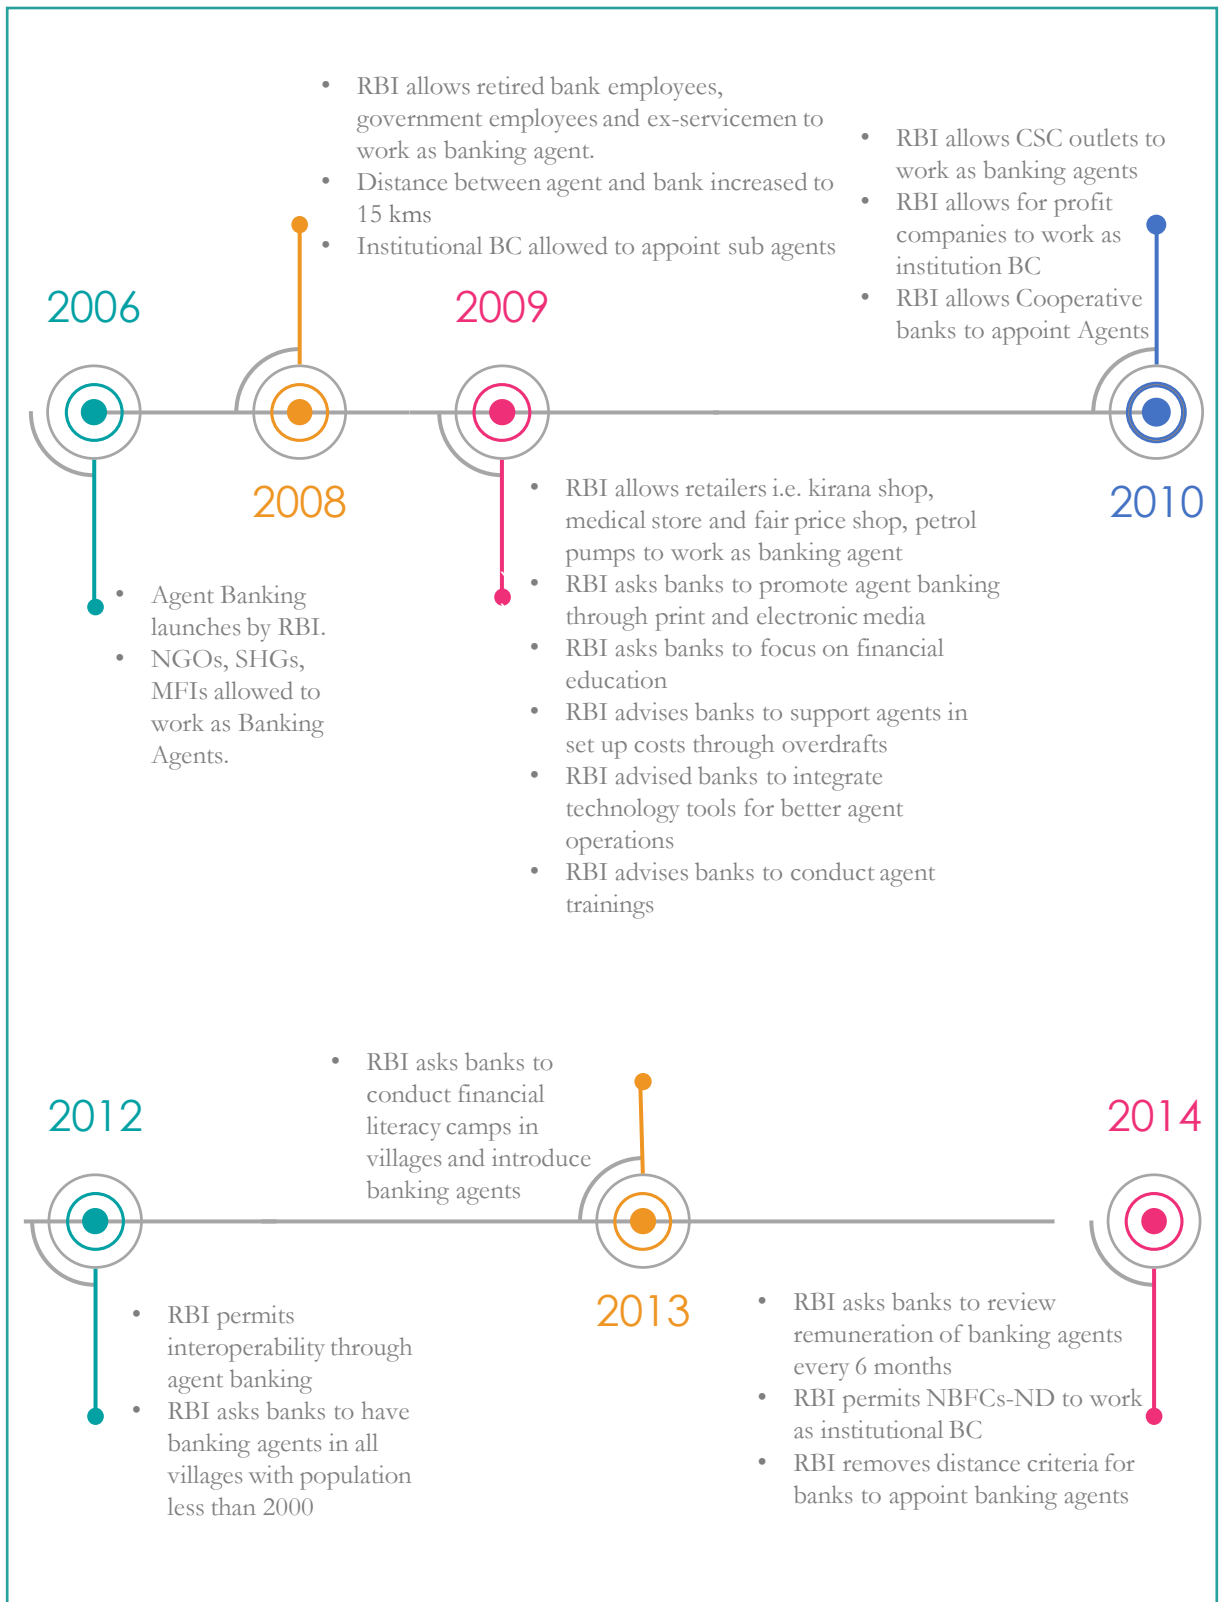 2006
• Agent Banking
launches by RBI.
• NGOs, SHGs,
MFIs allowed to
work as Banking
Agents.
• RBI allows retired bank employees,
government employees and ex-servicemen to
work as banking agent.
• Distance between agent and bank increased to
15 kms
• Institutional BC allowed to appoint sub agents
2008
2009
• RBI allows retailers i.e. kirana shop,
medical store and fair price shop, petrol
pumps to work as banking agent
• RBI asks banks to promote agent banking
through print and electronic media
• RBI asks banks to focus on financial
education
• RBI advises banks to support agents in
set up costs through overdrafts
• RBI advised banks to integrate
technology tools for better agent
operations
• RBI advises banks to conduct agent
trainings
• RBI allows CSC outlets to
work as banking agents
• RBI allows for profit
companies to work as
institution BC
• RBI allows Cooperative
banks to appoint Agents
2010
2012
• RBI permits
interoperability through
agent banking
• RBI asks banks to have
banking agents in all
villages with population
less than 2000
• RBI asks banks to
conduct financial
literacy camps in
villages and introduce
banking agents
2013
2014
• RBI asks banks to review
remuneration of banking agents
every 6 months
• RBI permits NBFCs-ND to work
as institutional BC
• RBI removes distance criteria for
banks to appoint banking agents